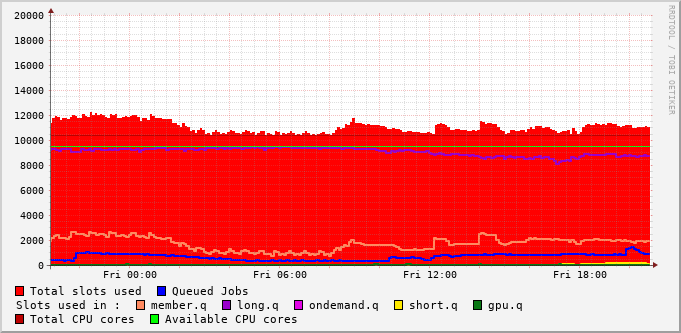 RRDTOOL / TOBI OETIKER
20000
18000
16000
14000
12000
10000
8000
6000
4000
2000
0
Fri 00:00 Fri 06:00 Fri 12:00 Fri 18:00
Total slots used Queued Jobs
Slots used in : member.q long.q ondemand.q short.q gpu.q
Total CPU cores Available CPU cores